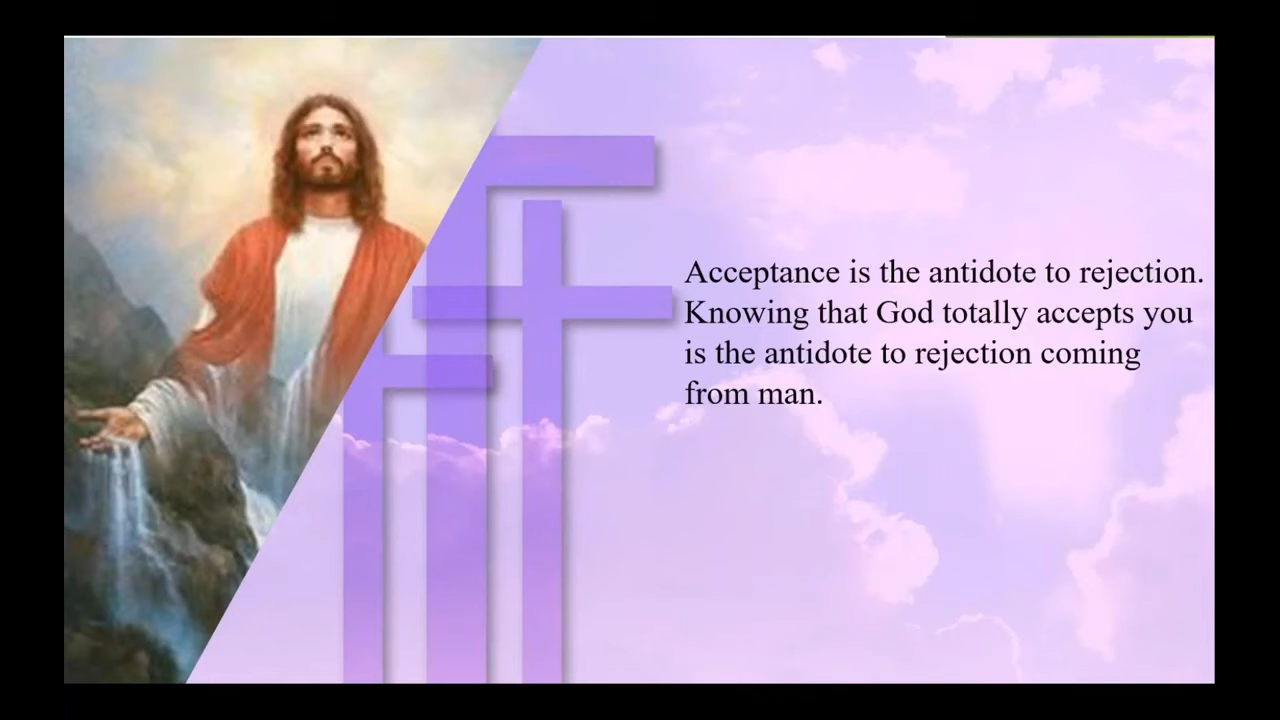 Acceptance is the antidote to rejection.
Knowing that God totally accepts you
is the antidote to rejection coming
from man.